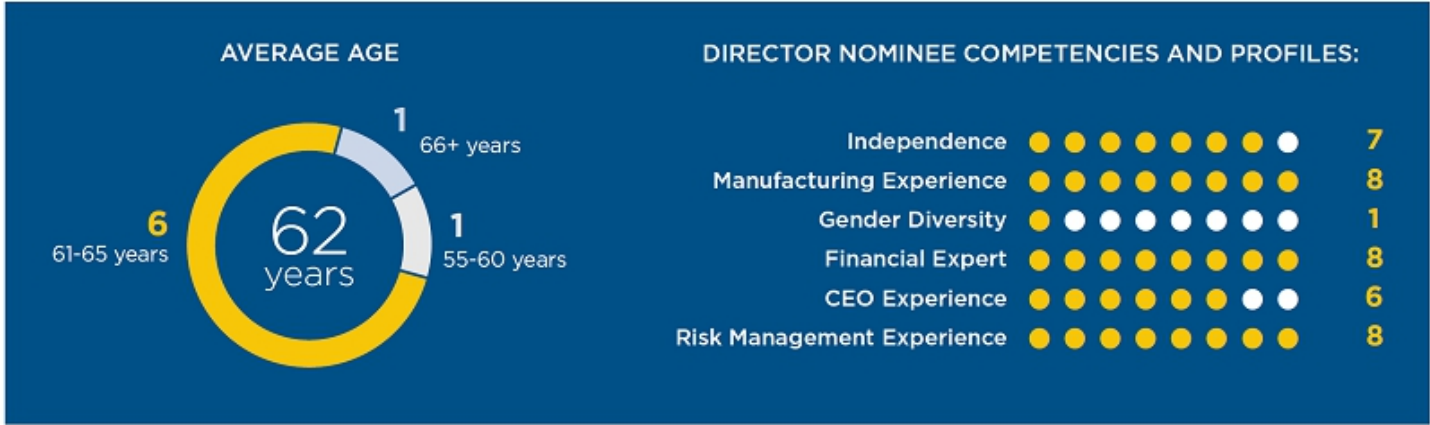 AVERAGE AGE
1
66+ years
6
61-65 years
62
years
1
55-60 years
DIRECTOR NOMINEE COMPETENCIES AND PROFILES:
Independence 7
Manufacturing Experience 8
Gender Diversity 1
Financial Expert 8
CEO Experience 6
Risk Management Experience 8